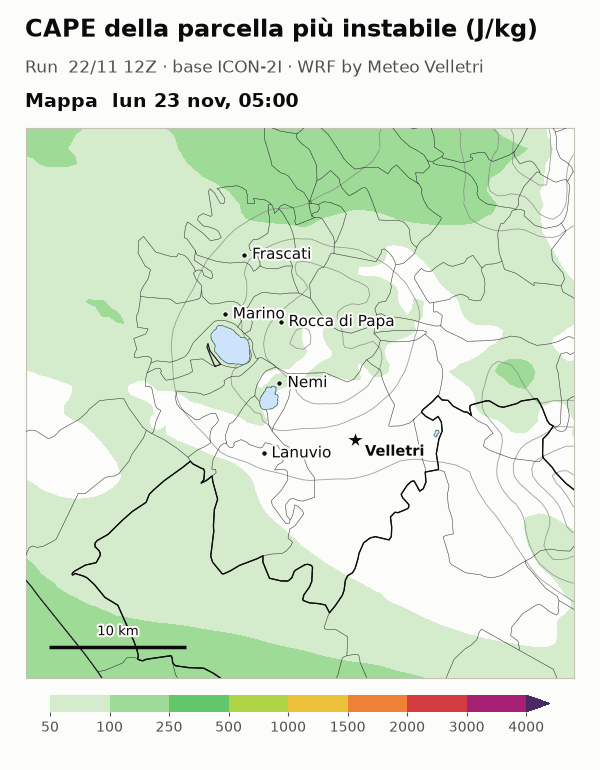 CAPE della parcella più instabile (J/kg)
Run  22/11 12Z · base ICON-2I · WRF by Meteo Velletri
Mappa  lun 23 nov, 05:00
Frascati
Marino
Rocca di Papa
Nemi
Velletri
Lanuvio
10 km
50 100 250 500 1000 1500 2000 3000 4000